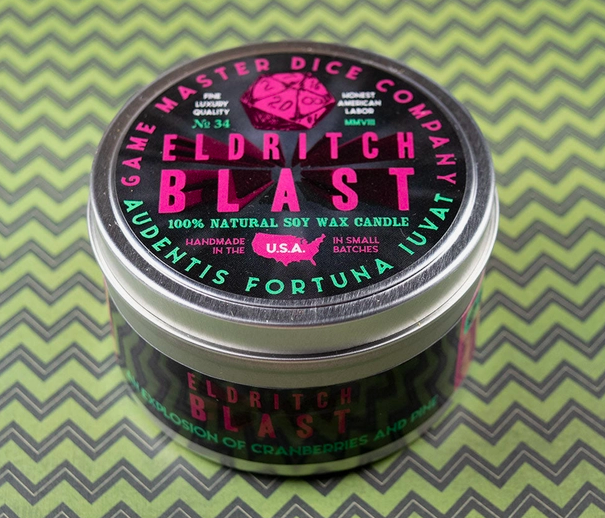 GAME MASTER DICE COMPANY
20
FINE
LUXURY
QUALITY
No 34
HONEST
AMERICAN
LABOR
MMVIII
ELDRITCH
BLAST
100% NATURAL SOY WAX CANDLE
HANDMADE
IN THE
U.S.A.
IN SMALL
BATCHES
AUDENTIS FORTUNA IUVAT
ELDRITCH
BLAST
EXPLOSION OF CRANBERRIES AND PINE